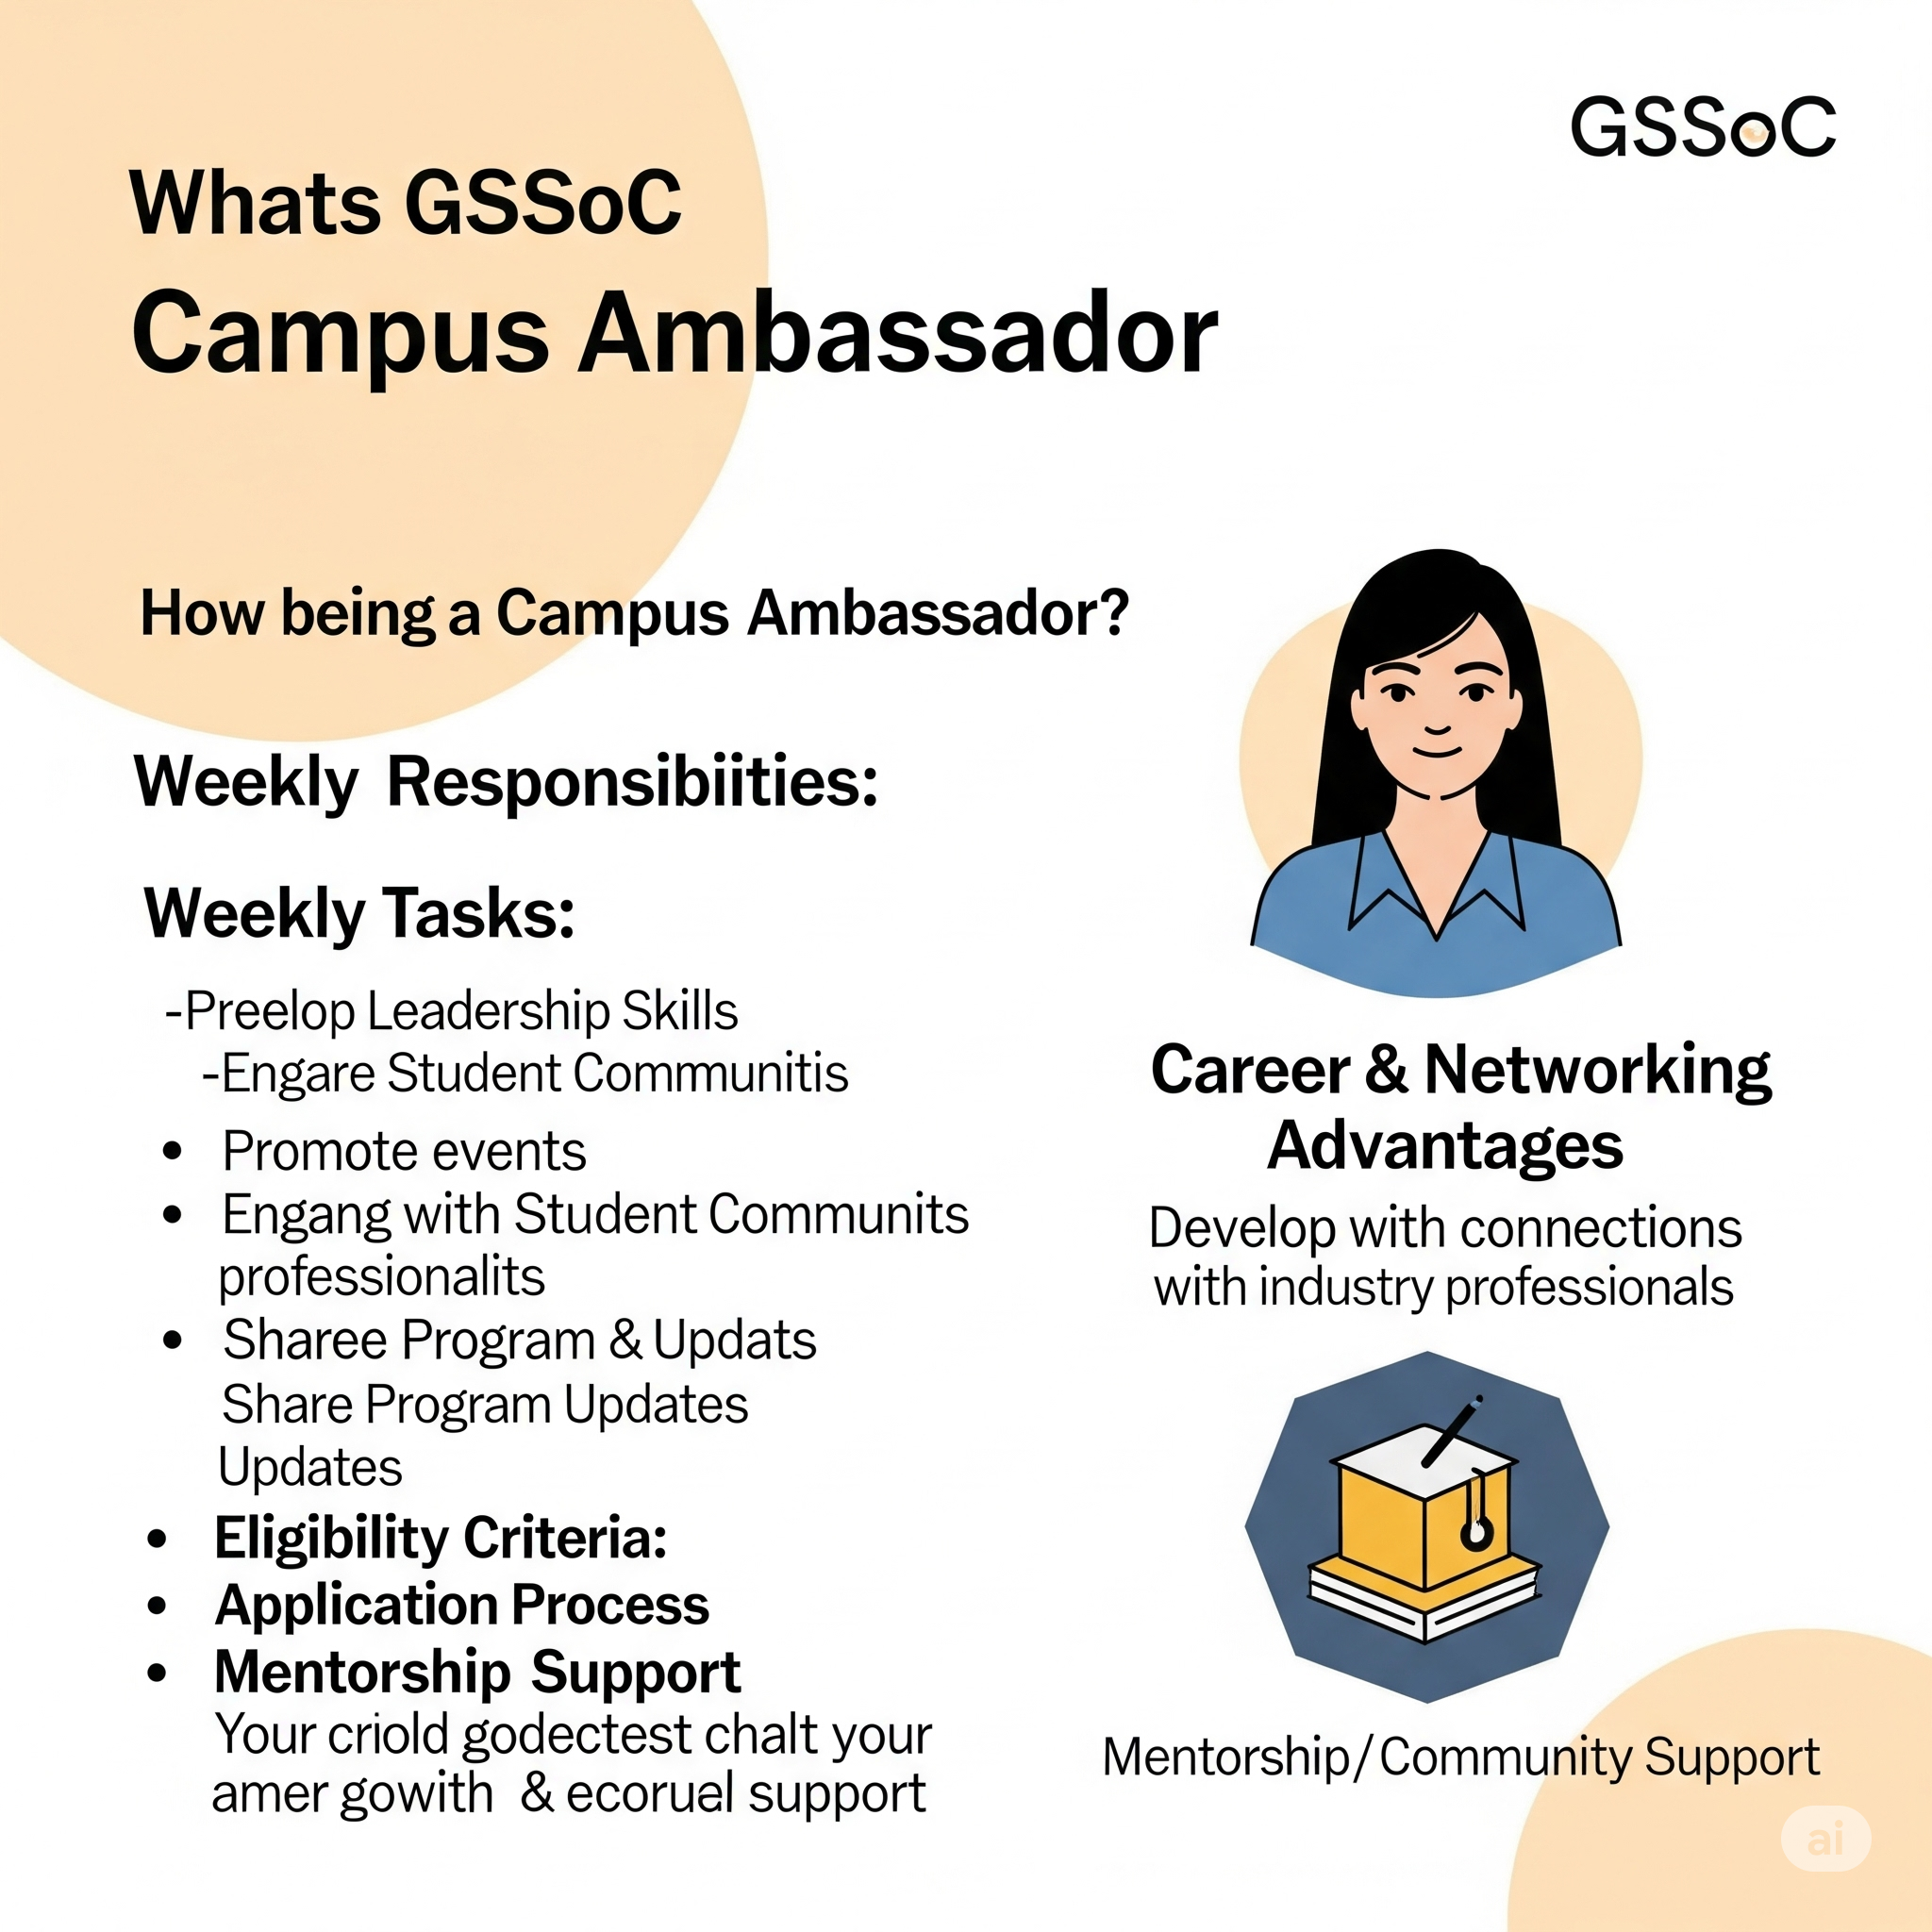 GSSoC
Whats GSSoC
Campus Ambassador
How being a Campus Ambassador?
Weekly Responsibiities:
Weekly Tasks:
-Preelop Leadership Skills
-Engare Student Communitis
• Promote events
• Engang with Student Communits
professionalits
• Sharee Program & Updats
Share Program Updates
Updates
• Eligibility Criteria:
• Application Process
• Mentorship Support
Your criold godectest chalt your
amer gowith & ecorual support
Career & Networking
Advantages
Develop with connections
with industry professionals
Mentorship/Community Support
ai